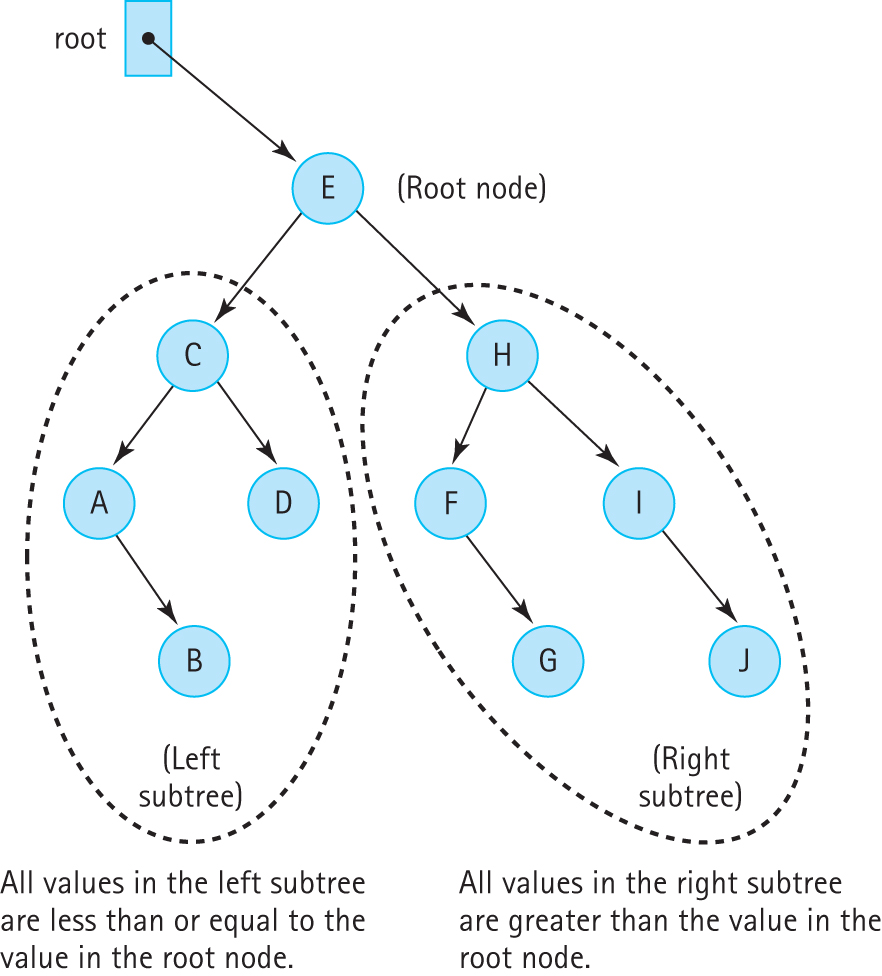 root
E
(Root node)
C
H
A
D
F
I
B
G
J
(Left
subtree)
(Right
subtree)
All values in the left subtree
are less than or equal to the
value in the root node.
All values in the right subtree
are greater than the value in the
root node.